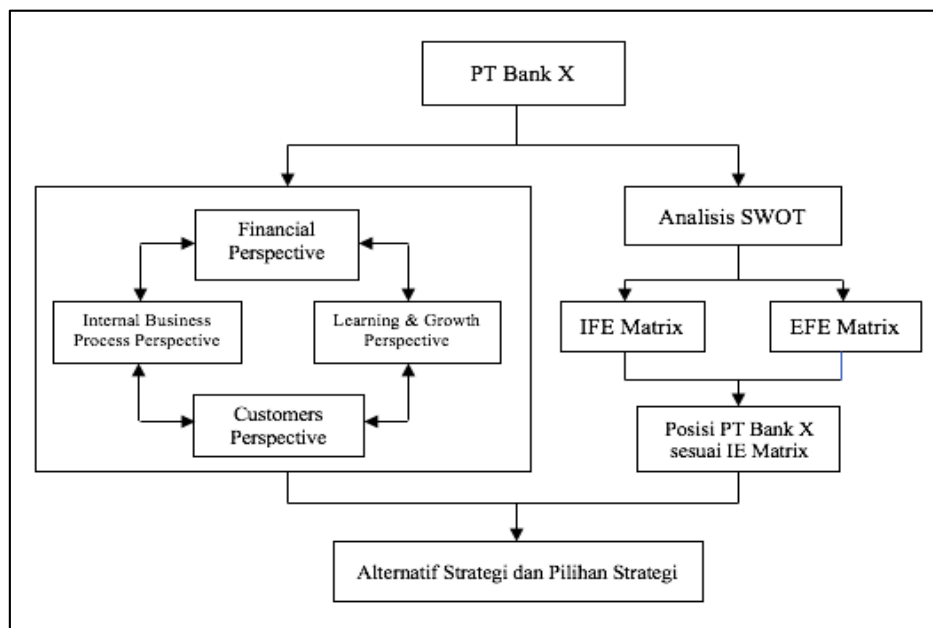 PT Bank X
Financial
Perspective
Analisis SWOT
Internal Business
Process Perspective
Learning & Growth
Perspective
IFE Matrix
EFE Matrix
Customers
Perspective
Posisi PT Bank X
sesuai IE Matrix
Alternatif Strategi dan Pilihan Strategi